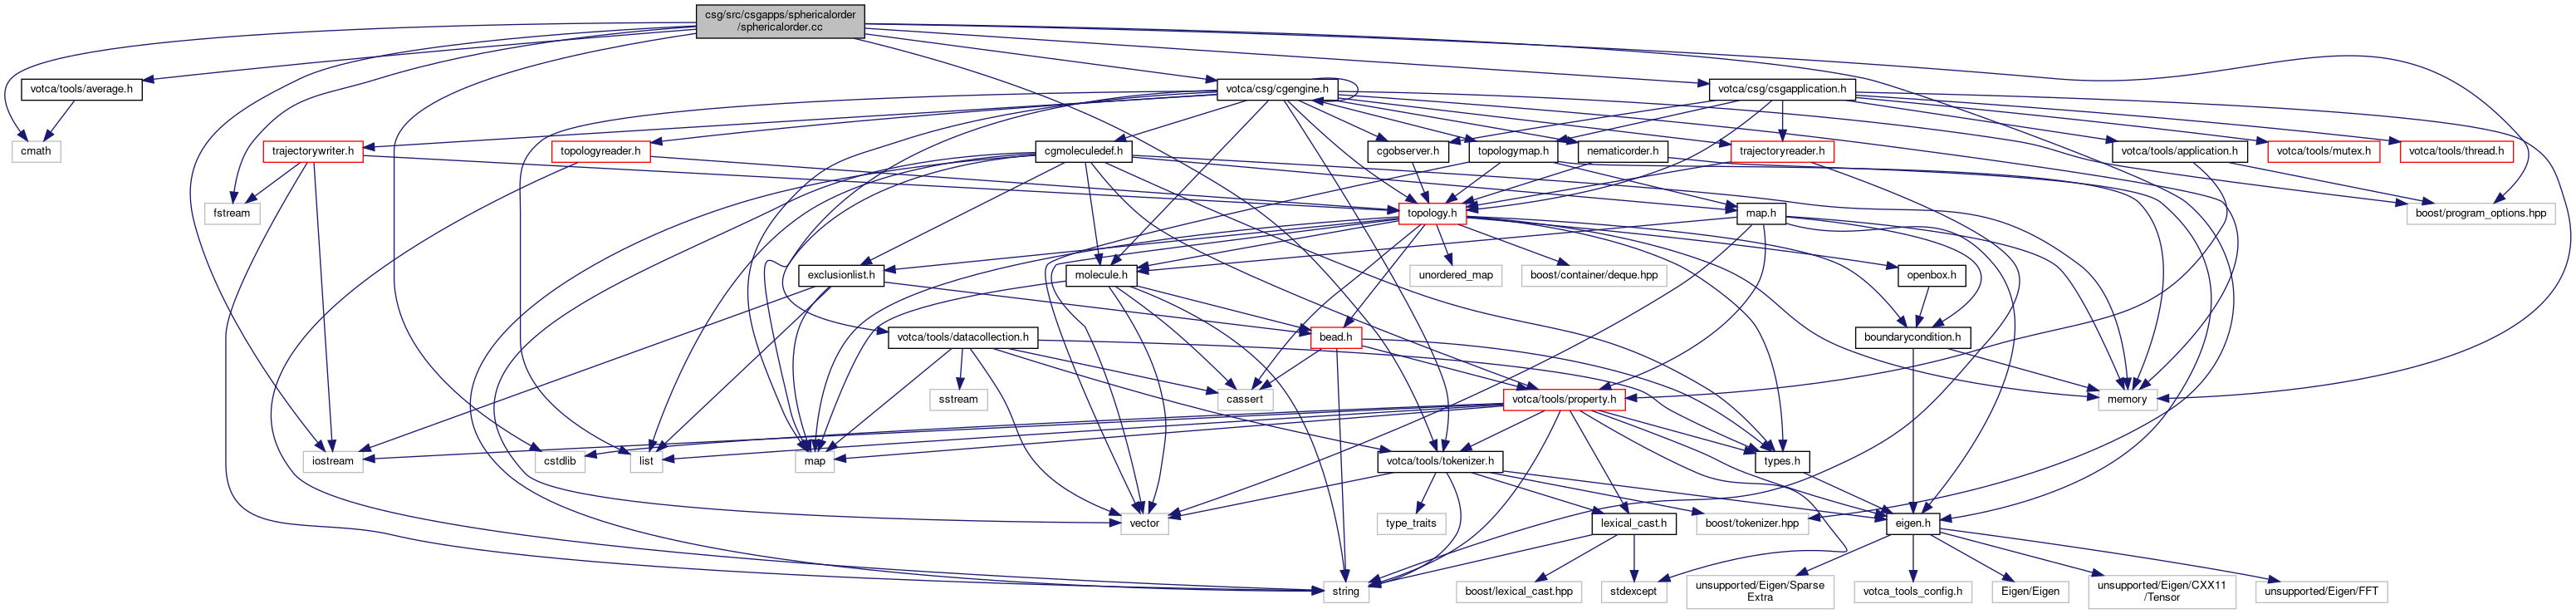 csg/src/csgapps/sphericalorder
/sphericalorder.cc
votca/tools/average.h
votca/csg/cgengine.h
votca/csg/csgapplication.h
cmath
trajectorywriter.h
topologyreader.h
cgmoleculedef.h
cgobserver.h
topologymap.h
nematicorder.h
trajectoryreader.h
votca/tools/application.h
votca/tools/mutex.h
votca/tools/thread.h
fstream
topology.h
map.h
boost/program_options.hpp
exclusionlist.h
molecule.h
unordered_map
boost/container/deque.hpp
openbox.h
votca/tools/datacollection.h
bead.h
boundarycondition.h
sstream
cassert
votca/tools/property.h
memory
iostream
cstdlib
list
map
votca/tools/tokenizer.h
types.h
vector
type_traits
lexical_cast.h
boost/tokenizer.hpp
eigen.h
string
boost/lexical_cast.hpp
stdexcept
unsupported/Eigen/Sparse
Extra
votca_tools_config.h
Eigen/Eigen
unsupported/Eigen/CXX11
/Tensor
unsupported/Eigen/FFT